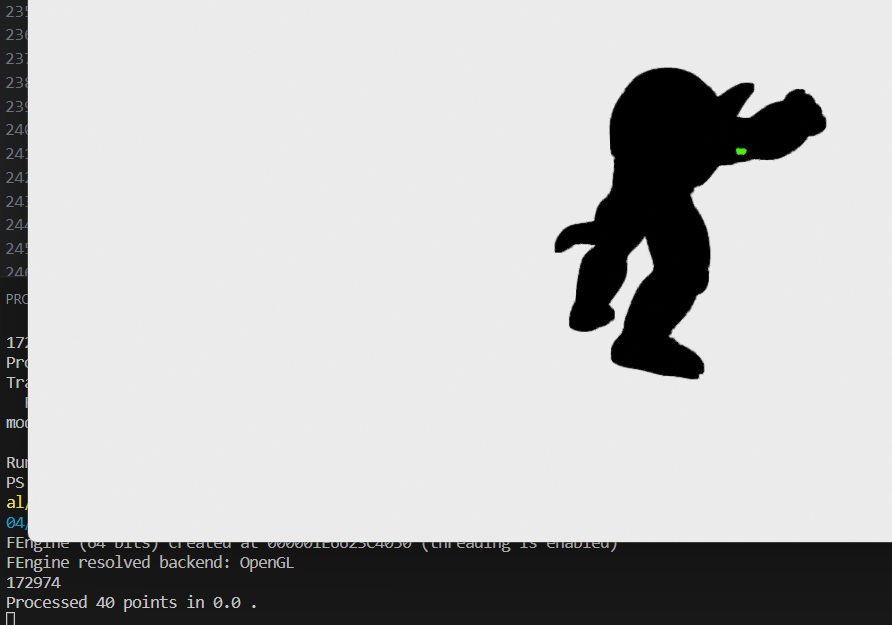 235
236
237
238
239
240
241
242
243
244
245
246
PRO
172
Pro
Tra
F
mod
Run
PS
al/
04/
FEngine (64 bits) created at 000001E6625C4050 (threading is enabled)
FEngine resolved backend: OpenGL
172974
Processed 40 points in 0.0 .